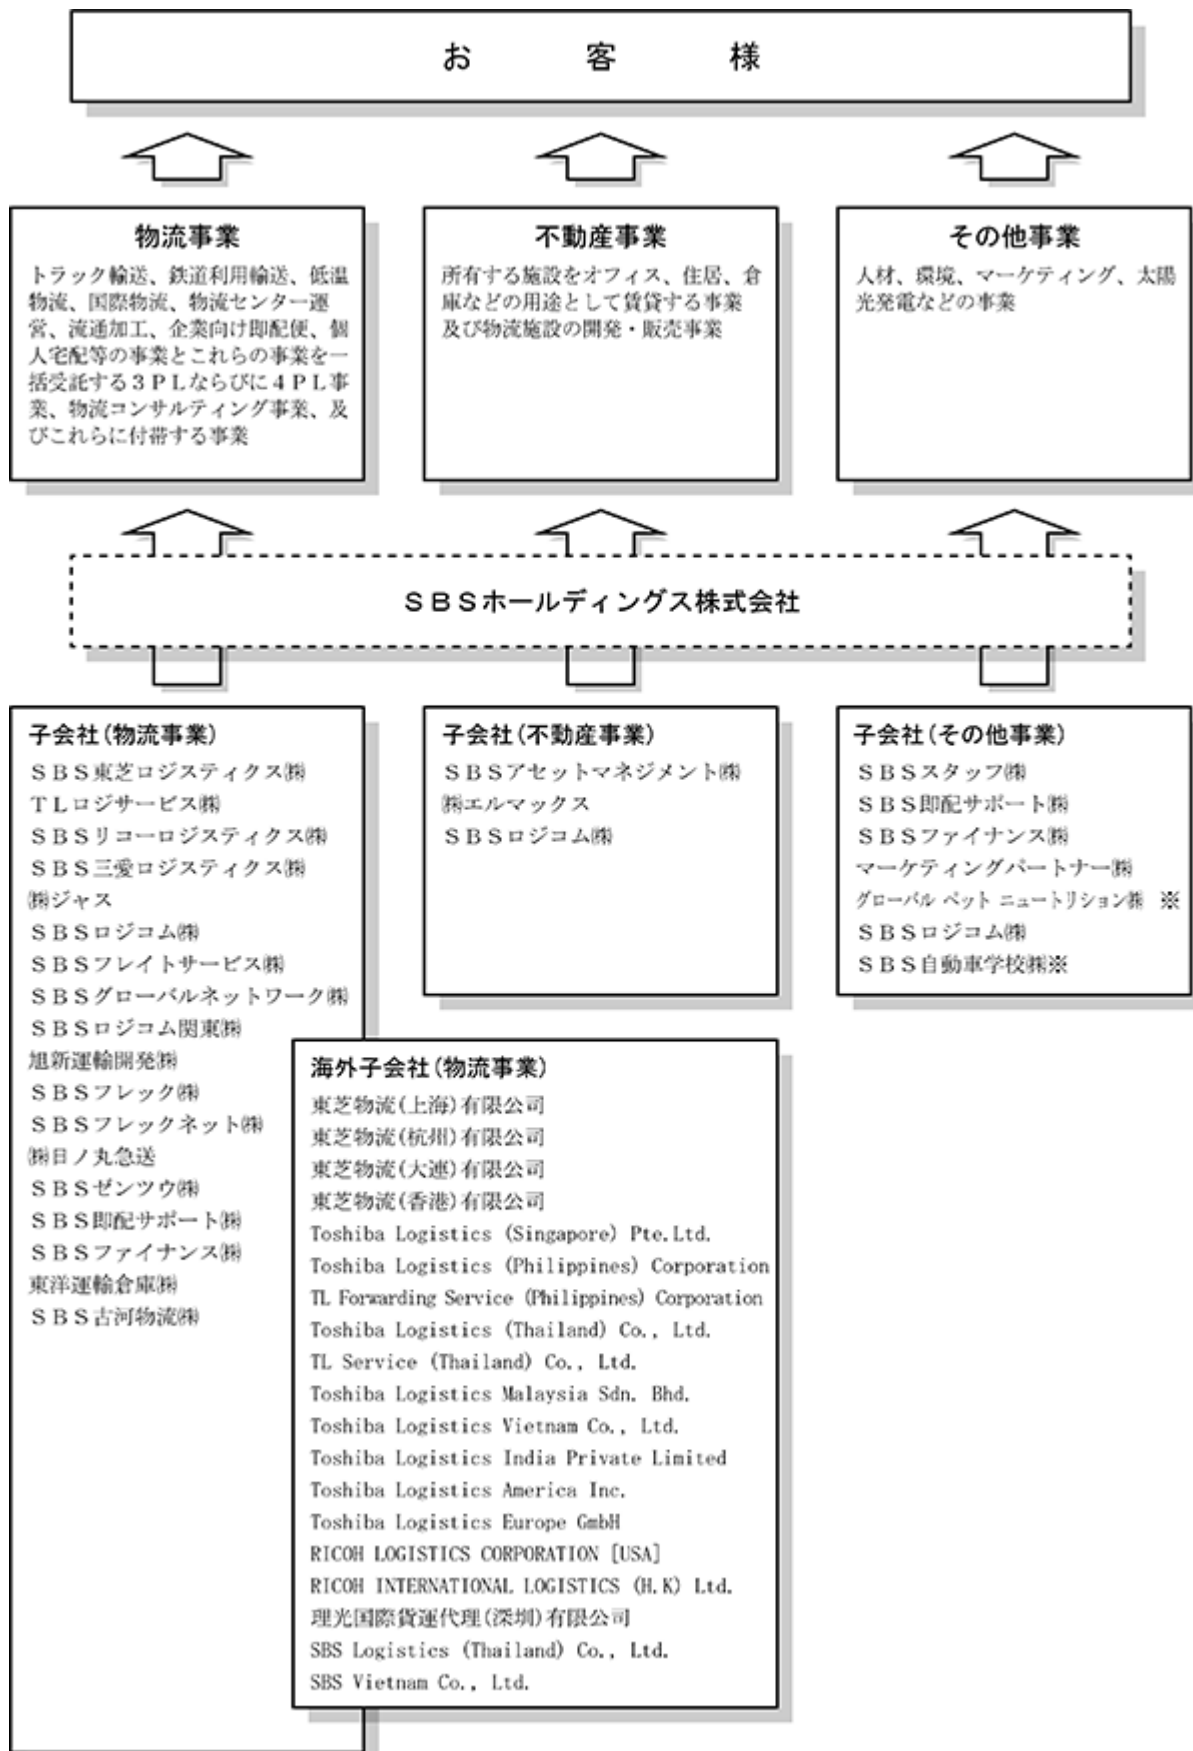 お客様
物流事業
トラック輸送、鉄道利用輸送、低温
物流、国際物流、物流センター運
営、流通加工、企業向け即配便、個
人宅配等の事業とこれらの事業を一
括受託する３ＰＬならびに４ＰＬ事
業、物流コンサルティング事業、及
びこれらに付帯する事業
不動産事業
所有する施設をオフィス、住居、倉
庫などの用途として賃貸する事業
及び物流施設の開発・販売事業
その他事業
人材、環境、マーケティング、太陽
光発電などの事業
ＳＢＳホールディングス株式会社
子会社(物流事業)
ＳＢＳ東芝ロジスティクス㈱
ＴＬロジサービス㈱
ＳＢＳリコーロジスティクス㈱
ＳＢＳ三愛ロジスティクス㈱
㈱ジャス
ＳＢＳロジコム㈱
ＳＢＳフレイトサービス㈱
ＳＢＳグローバルネットワーク㈱
ＳＢＳロジコム関東㈱
旭新運輸開発㈱
ＳＢＳフレック㈱
ＳＢＳフレックネット㈱
㈱日ノ丸急送
ＳＢＳゼンツウ㈱
ＳＢＳ即配サポート㈱
ＳＢＳファイナンス㈱
東洋運輸倉庫㈱
ＳＢＳ古河物流㈱
子会社(不動産事業)
ＳＢＳアセットマネジメント㈱
㈱エルマックス
ＳＢＳロジコム㈱
子会社(その他事業)
ＳＢＳスタッフ㈱
ＳＢＳ即配サポート㈱
ＳＢＳファイナンス㈱
マーケティングパートナー㈱
グローバル ペット ニュートリション㈱ ※
ＳＢＳロジコム㈱
ＳＢＳ自動車学校㈱※
海外子会社(物流事業)
東芝物流(上海)有限公司
東芝物流(杭州)有限公司
東芝物流(大連)有限公司
東芝物流(香港)有限公司
Toshiba Logistics (Singapore) Pte.Ltd.
Toshiba Logistics (Philippines) Corporation
TL Forwarding Service (Philippines) Corporation
Toshiba Logistics (Thailand) Co., Ltd.
TL Service (Thailand) Co., Ltd.
Toshiba Logistics Malaysia Sdn. Bhd.
Toshiba Logistics Vietnam Co., Ltd.
Toshiba Logistics India Private Limited
Toshiba Logistics America Inc.
Toshiba Logistics Europe GmbH
RICOH LOGISTICS CORPORATION [USA]
RICOH INTERNATIONAL LOGISTICS (H.K) Ltd.
理光国際貨運代理(深圳)有限公司
SBS Logistics (Thailand) Co., Ltd.
SBS Vietnam Co., Ltd.